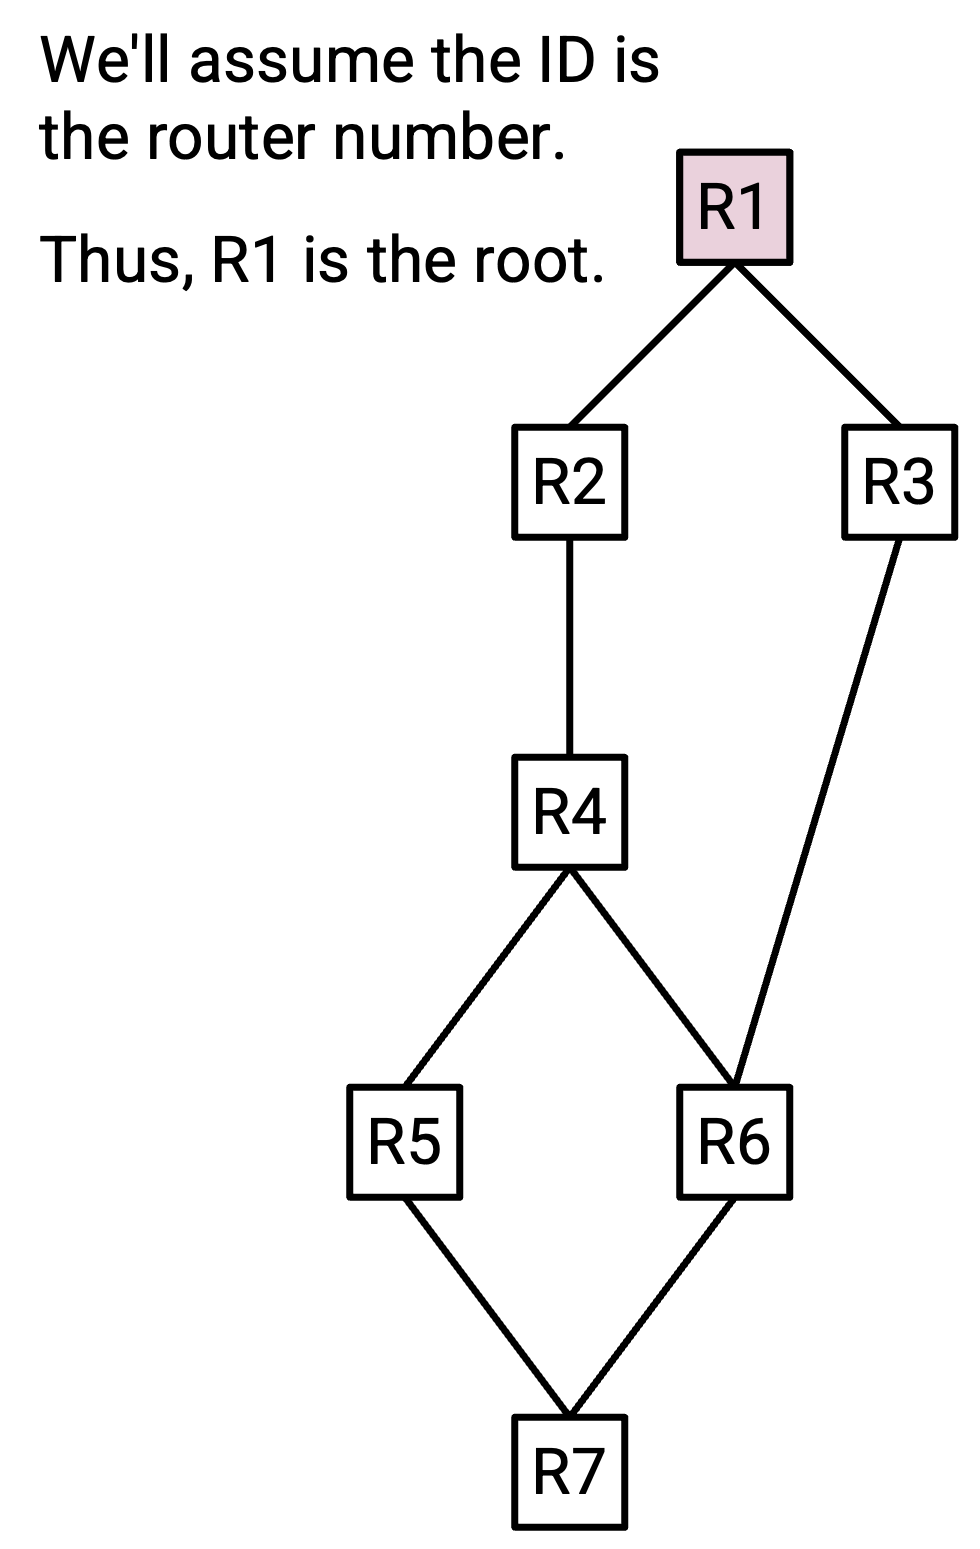 We'll assume the ID is
the router number.
Thus, R1 is the root.
R1
R2
R3
R4
R5
R6
R7